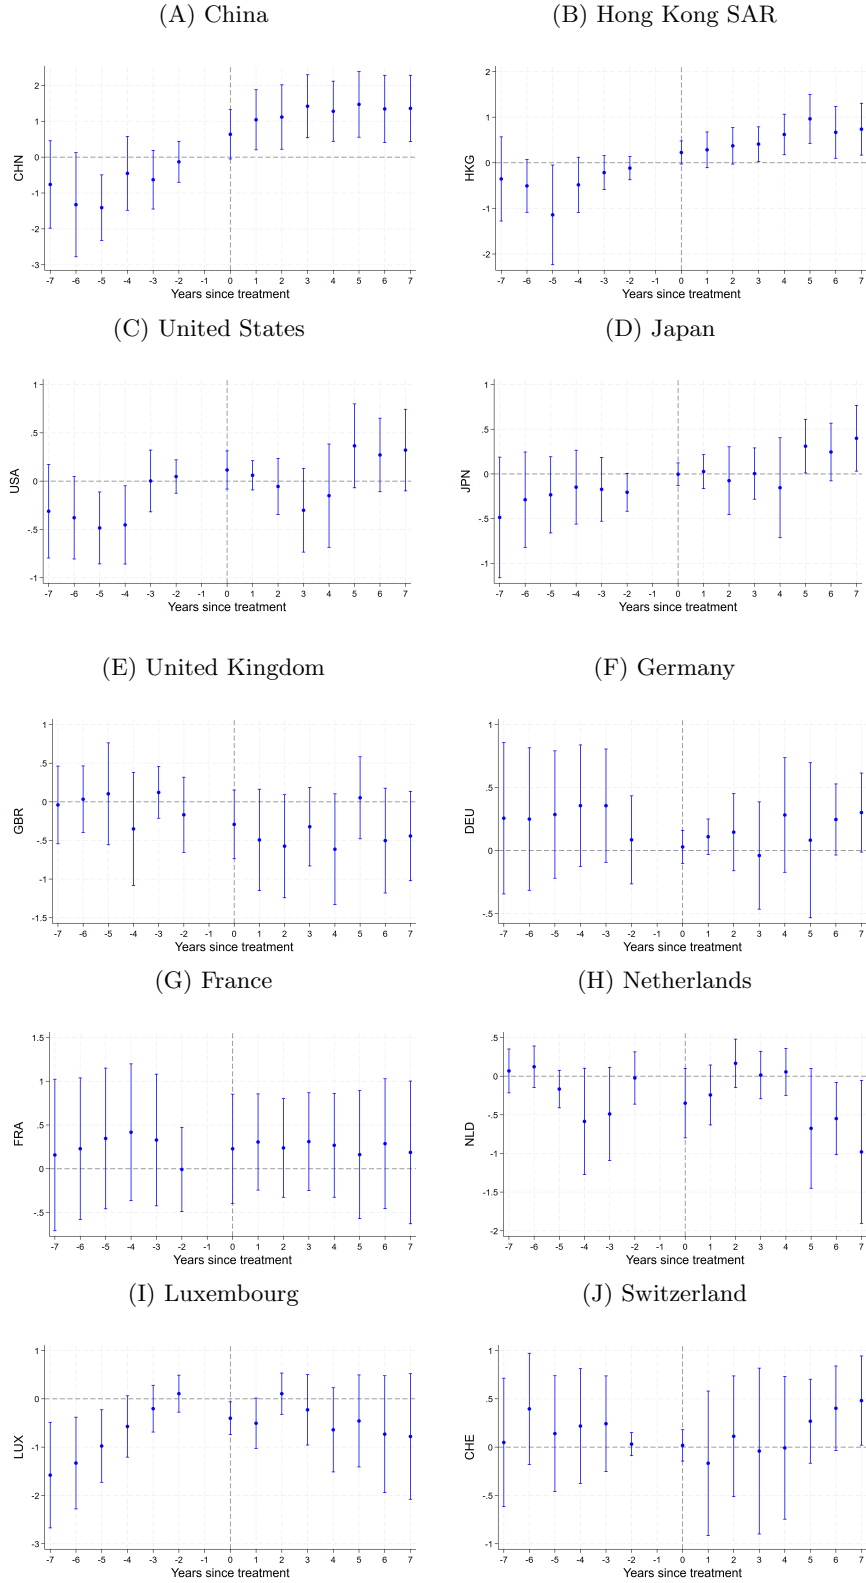 (A) China
(B) Hong Kong SAR
2
1
0
-1
-2
-3
CHN
-7 -6 -5 -4 -3 -2 -1 0 1 2 3 4 5 6 7
Years since treatment
2
1
0
-1
-2
HKG
-7 -6 -5 -4 -3 -2 -1 0 1 2 3 4 5 6 7
Years since treatment
(C) United States
(D) Japan
1
.5
0
-.5
-1
USA
-7 -6 -5 -4 -3 -2 -1 0 1 2 3 4 5 6 7
Years since treatment
1
.5
0
-.5
-1
JPN
-7 -6 -5 -4 -3 -2 -1 0 1 2 3 4 5 6 7
Years since treatment
(E) United Kingdom
(F) Germany
1
.5
0
-.5
-1
-1.5
GBR
-7 -6 -5 -4 -3 -2 -1 0 1 2 3 4 5 6 7
Years since treatment
1
.5
0
-.5
DEU
-7 -6 -5 -4 -3 -2 -1 0 1 2 3 4 5 6 7
Years since treatment
(G) France
(H) Netherlands
1.5
1
.5
0
-.5
FRA
-7 -6 -5 -4 -3 -2 -1 0 1 2 3 4 5 6 7
Years since treatment
.5
0
-.5
-1
-1.5
-2
NLD
-7 -6 -5 -4 -3 -2 -1 0 1 2 3 4 5 6 7
Years since treatment
(I) Luxembourg
(J) Switzerland
1
0
-1
-2
-3
LUX
-7 -6 -5 -4 -3 -2 -1 0 1 2 3 4 5 6 7
Years since treatment
1
.5
0
-.5
-1
CHE
-7 -6 -5 -4 -3 -2 -1 0 1 2 3 4 5 6 7
Years since treatment